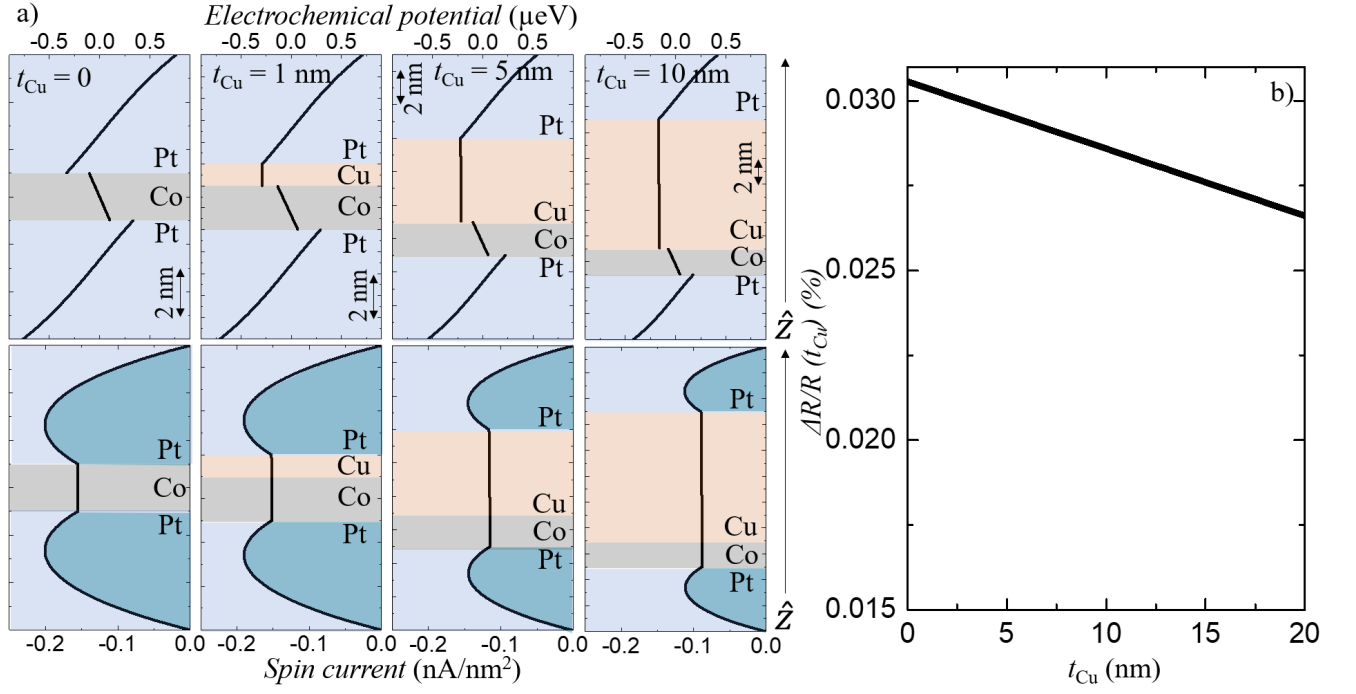 a)
Electrochemical potential (µeV)
-0.5 0.0 0.5 -0.5 0.0 0.5 -0.5 0.0 0.5 -0.5 0.0 0.5
tCu = 0 tCu = 1 nm tCu = 5 nm tCu = 10 nm
2 nm
Pt Pt Pt Pt
Cu
Co Co Cu Cu
Pt Pt Co Co
Pt Pt
2 nm 2 nm 2 nm
ẑ
Pt Pt Pt Pt
Cu
Co Co Cu Cu
Pt Pt Co Co
Pt Pt
ẑ
-0.2 -0.1 0.0 -0.2 -0.1 0.0 -0.2 -0.1 0.0 -0.2 -0.1 0.0
Spin current (nA/nm²)
b)
ΔR/R (tCu) (%)
0.030
0.025
0.020
0.015
0 5 10 15 20
tCu (nm)